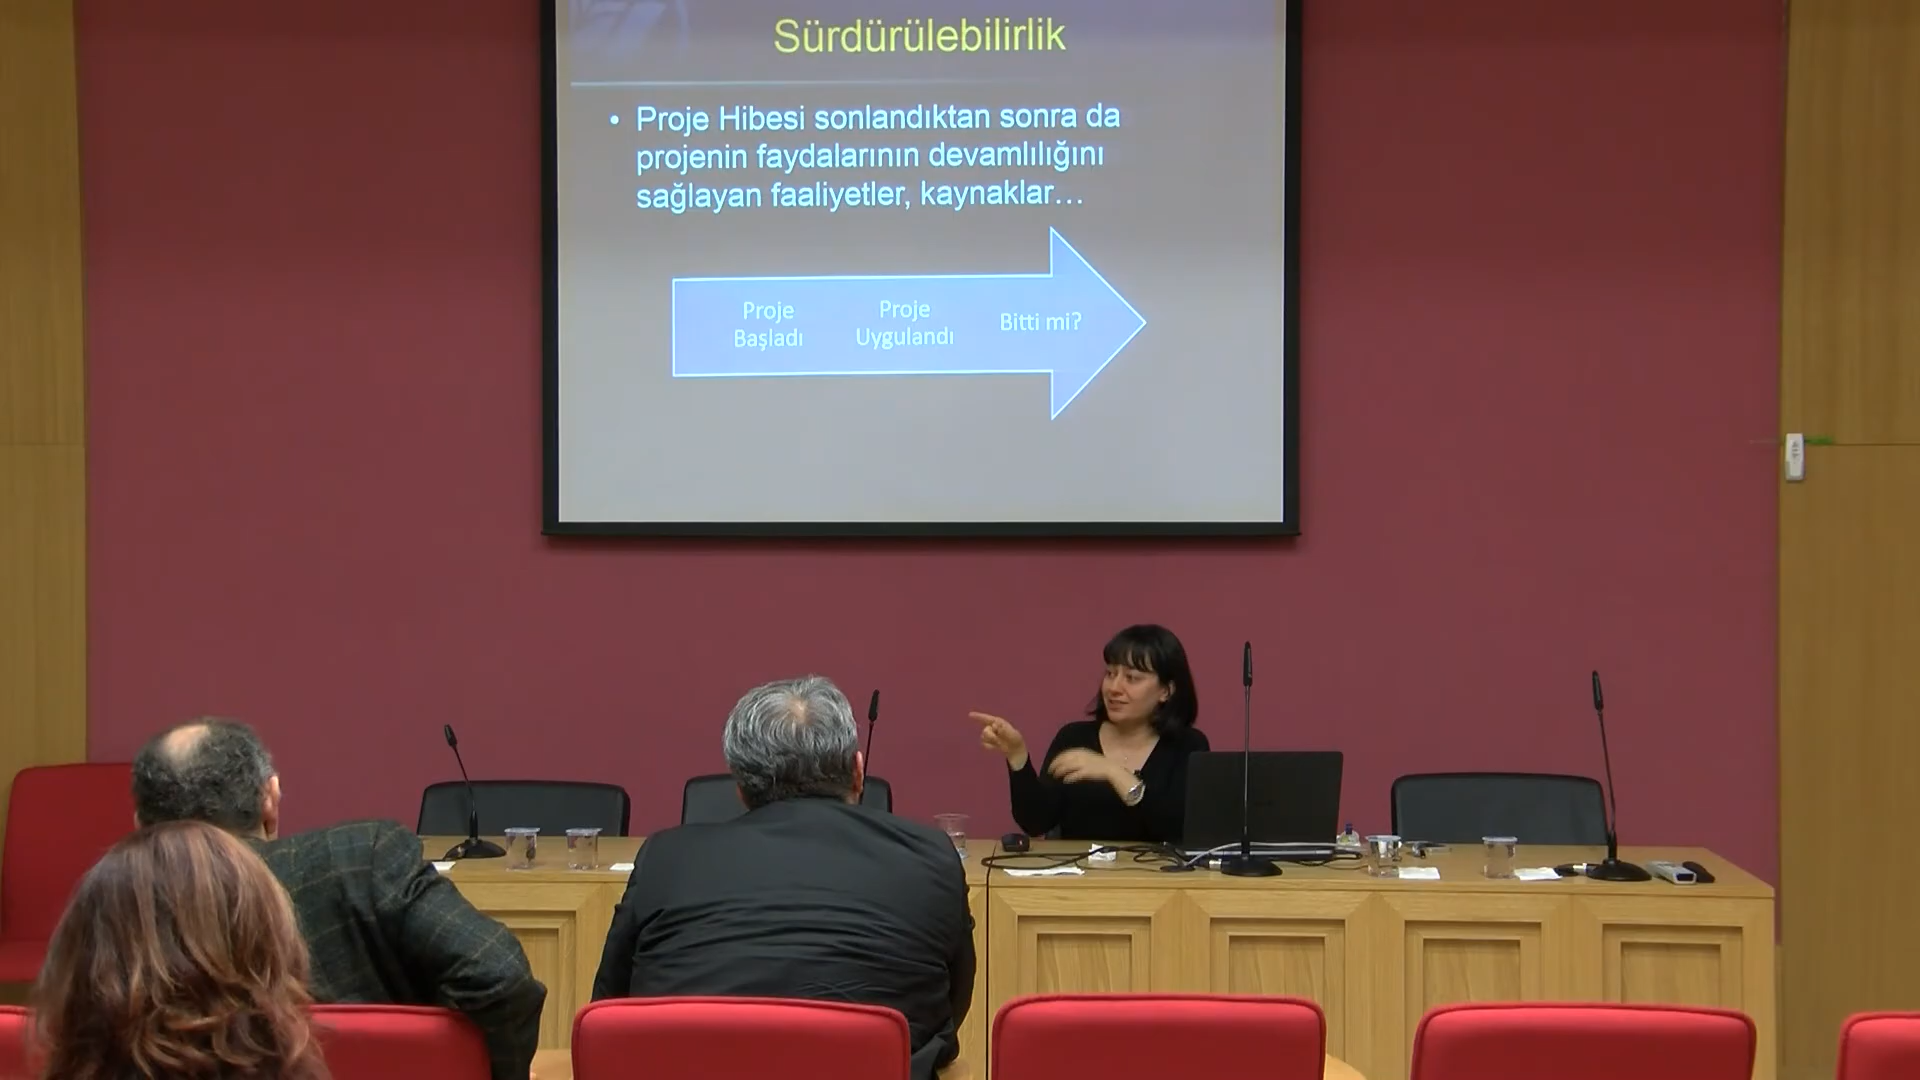 Sürdürülebilirlik
• Proje Hibesi sonlandıktan sonra da
projenin faydalarının devamlılığını
sağlayan faaliyetler, kaynaklar…
Proje
Başladı
Proje
Uygulandı
Bitti mi?